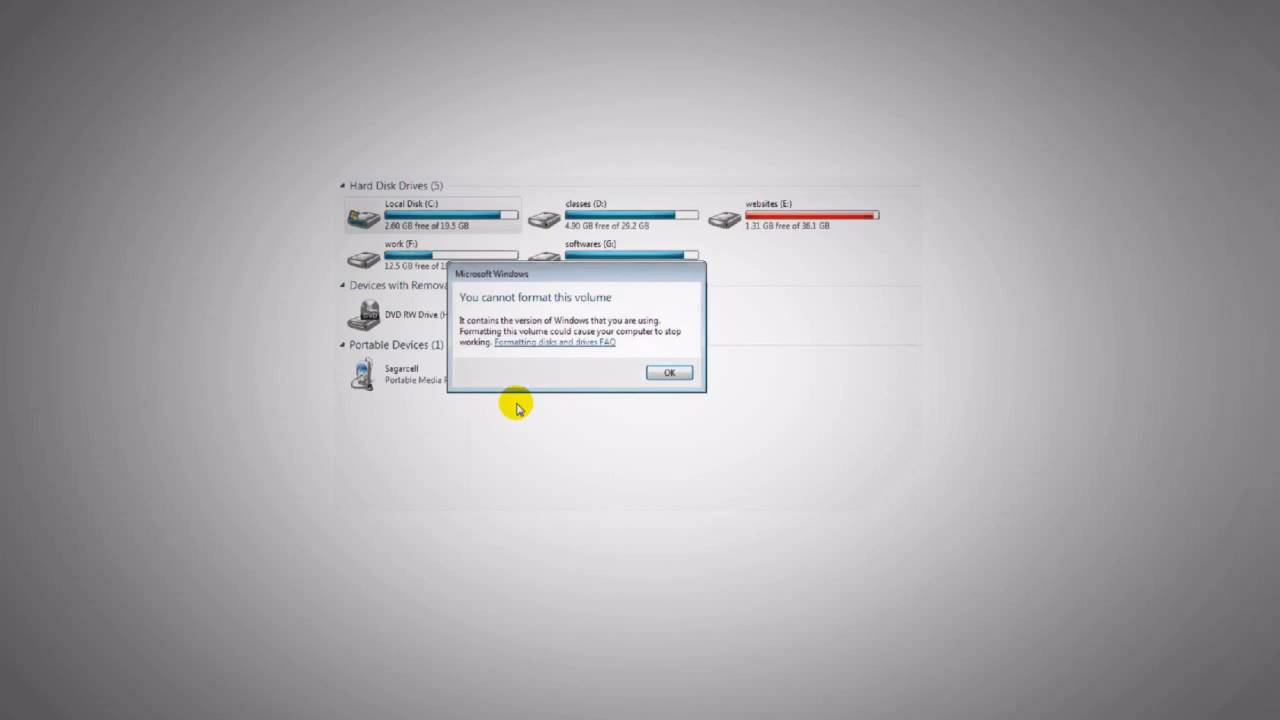 Hard Disk Drives (5)
Local Disk (C:)
2.60 GB free of 19.5 GB
classes (D:)
4.90 GB free of 29.2 GB
websites (E:)
1.31 GB free of 36.1 GB
work (F:)
12.5 GB free of
softwares (G:)
Devices with Remova
DVD RW Drive (H
Portable Devices (1)
Sagarcell
Portable Media
Microsoft Windows
You cannot format this volume
It contains the version of Windows that you are using.
Formatting this volume could cause your computer to stop
working. Formatting disks and drives FAQ
OK